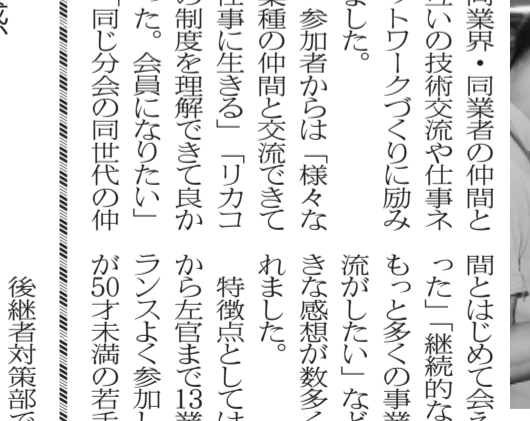 同業界・同業者の仲間と
互いの技術交流や仕事ネ
ットワークづくりに励み
ました。
参加者からは「様々な
業種の仲間と交流できて
仕事に生きる」「リカコ
の制度を理解できて良か
った。会員になりたい」
「同じ分会の同世代の仲
間とはじめて会え
った」「継続的な
もっと多くの事業
流がしたい」など
きな感想が数多く
れました。
特徴点としては
から左官まで13業
ランスよく参加し
が50才未満の若手
後継者対策部で